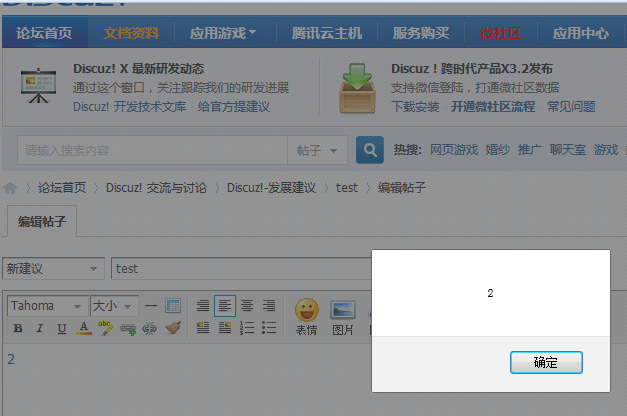 论坛首页 文档资料 应用游戏 腾讯云主机 服务购买 微社区 应用中心
Discuz! X 最新研发动态
通过这个窗口，关注跟踪我们的研发进展
Discuz! 开发技术文库 - 给官方提建议
Discuz ! 跨时代产品X3.2发布
支持微信登陆，打通微社区数据
下载安装 - 开通微社区流程 - 常见问题
请输入搜索内容 帖子 热搜: 网页游戏 婚纱 推广 聊天室 游戏
论坛首页 › Discuz! 交流与讨论 › Discuz!-发展建议 › test › 编辑帖子
编辑帖子
新建议 test
Tahoma 大小
B I U A
表情 图片
2
2
确定